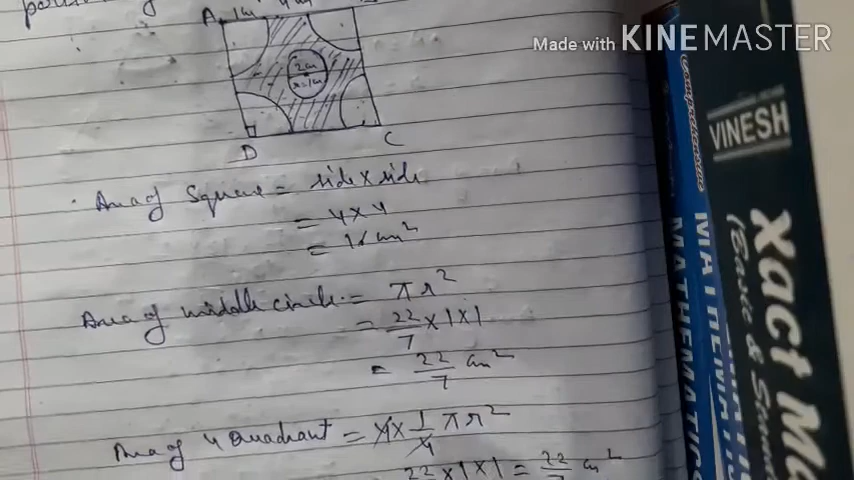 Made with KINEMASTER
A 1cm
2cm
r=1cm
D
C
Area of Square = side × side
= 4 × 4
= 16 cm²
Area of middle circle = πr²
= 22/7 × 1 × 1
= 22/7 cm²
Area of 4 Quadrant = 4 × 1/4 πr²
22 × 1 × 1 = 22/7 cm²
Comprehensive
MATHEMATICS
VINESH
Xact Ma
(Basic & Stan